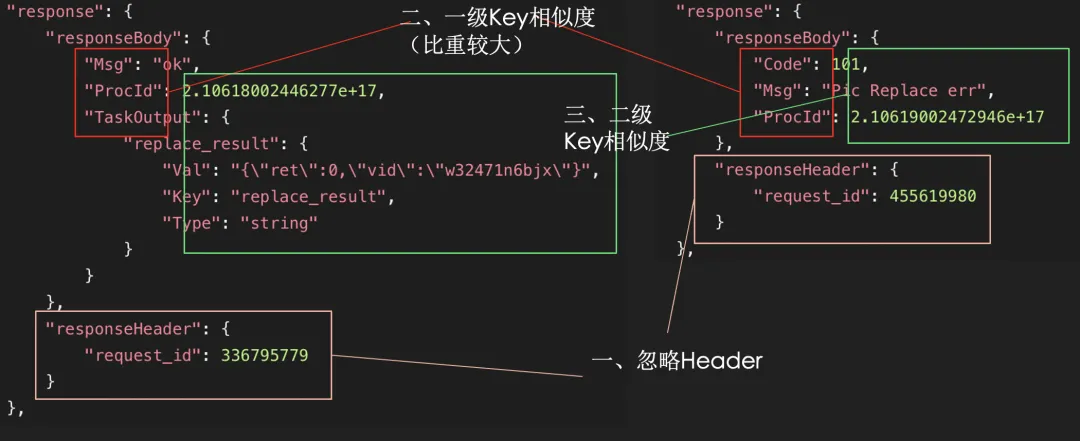 "response": {
"responseBody": {
"Msg": "ok",
"ProcId": 2.10618002446277e+17,
"TaskOutput": {
"replace_result": {
"Val": "{\"ret\":0,\"vid\":\"w32471n6bjx\"}",
"Key": "replace_result",
"Type": "string"
}
}
},
"responseHeader": {
"request_id": 336795779
}
},
二、一级Key相似度
（比重较大）
三、二级
Key相似度
"response": {
"responseBody": {
"Code": 101,
"Msg": "Pic Replace err",
"ProcId": 2.10619002472946e+17
},
"responseHeader": {
"request_id": 455619980
}
},
一、忽略Header